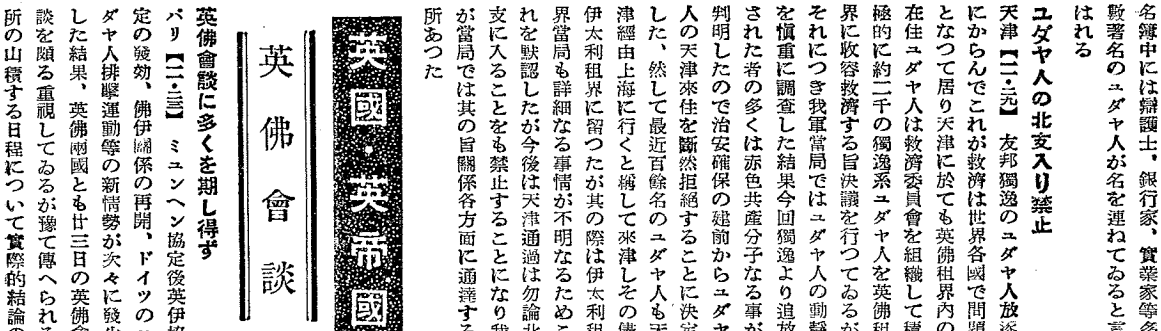 名簿中には辯護士、銀行家、實業家等多
數署名のユダヤ人が名を連ねてゐると言
はれる
ユダヤ人の北支入り禁止
天津【一・元】　友邦獨逸のユダヤ人放逐
にからんでこれが救濟は世界各國で問題
となつて居り天津に於ても英佛租界内の
在住ユダヤ人は救濟委員會を組織して積
極的に約二千の獨逸系ユダヤ人を英佛租
界に收容救濟する旨決議を行つてゐるが
それにつき我軍當局ではユダヤ人の動靜
を愼重に調査した結果今回獨逸より追放
された者の多くは赤色共產分子なる事が
判明したので治安確保の建前からユダヤ
人の天津來住を斷然拒絕することに決定
した、然して最近百餘名のユダヤ人も天
津經由上海に行くと稱して來津しその儘
伊太利租界に留つたが其の際は伊太利租
界當局も詳細なる事情が不明なるためこ
れを默認したが今後は天津通過は勿論北
支に入ることをも禁止することになり我
が當局では其の旨關係各方面に通達する
所あつた
英國・英帝國
英佛會談
英佛會談に多くを期し得ず
パリ【一・二三】　ミュンヘン協定後英伊協
定の發効、佛伊關係の再開、ドイツのユ
ダヤ人排擊運動等の新情勢が次々に發生
した結果、英佛兩國とも廿三日の英佛會
談を頗る重視してゐるが豫て傳へられる
所の山積する日程について實際的結論の